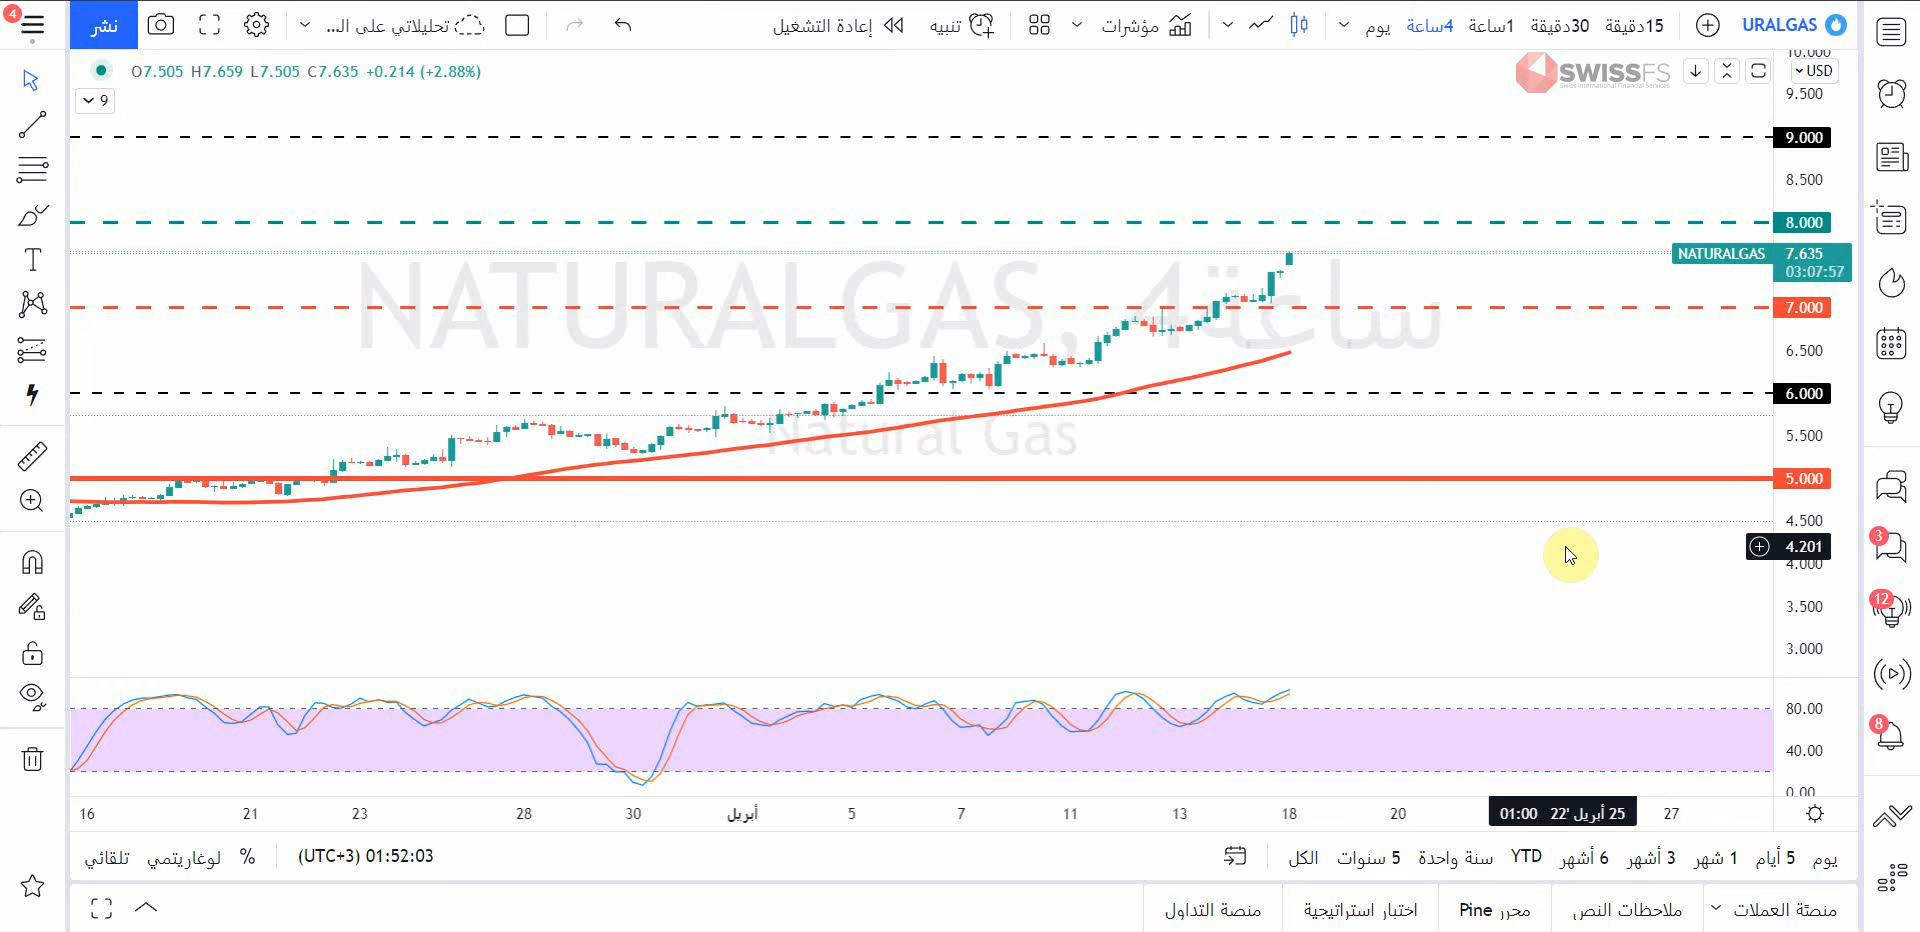 4
نشر
تحليلاتي على الـ...
إعادة التشغيل
تنبيه
مؤشرات
يوم
4ساعة
1ساعة
30دقيقة
15دقيقة
URALGAS
O7.505 H7.659 L7.505 C7.635 +0.214 (+2.88%)
9
SWISSFS
Swiss International Financial Services
USD
10.000
9.500
9.000
8.500
8.000
NATURALGAS 7.635
03:07:57
7.000
6.500
6.000
5.500
5.000
4.500
4.201
4.000
3.500
3.000
NATURALGAS, 4ساعة
Natural Gas
80.00
40.00
0.00
16 21 23 28 30 أبريل 5 7 11 13 18 20 25 أبريل '22 01:00 27
تلقائي لوغاريتمي % 01:52:03 (UTC+3)
يوم 5 أيام 1 شهر 3 أشهر 6 أشهر YTD سنة واحدة 5 سنوات الكل
منصّة العملات ملاحظات النص محرر Pine اختبار استراتيجية منصة التداول
3
12
8